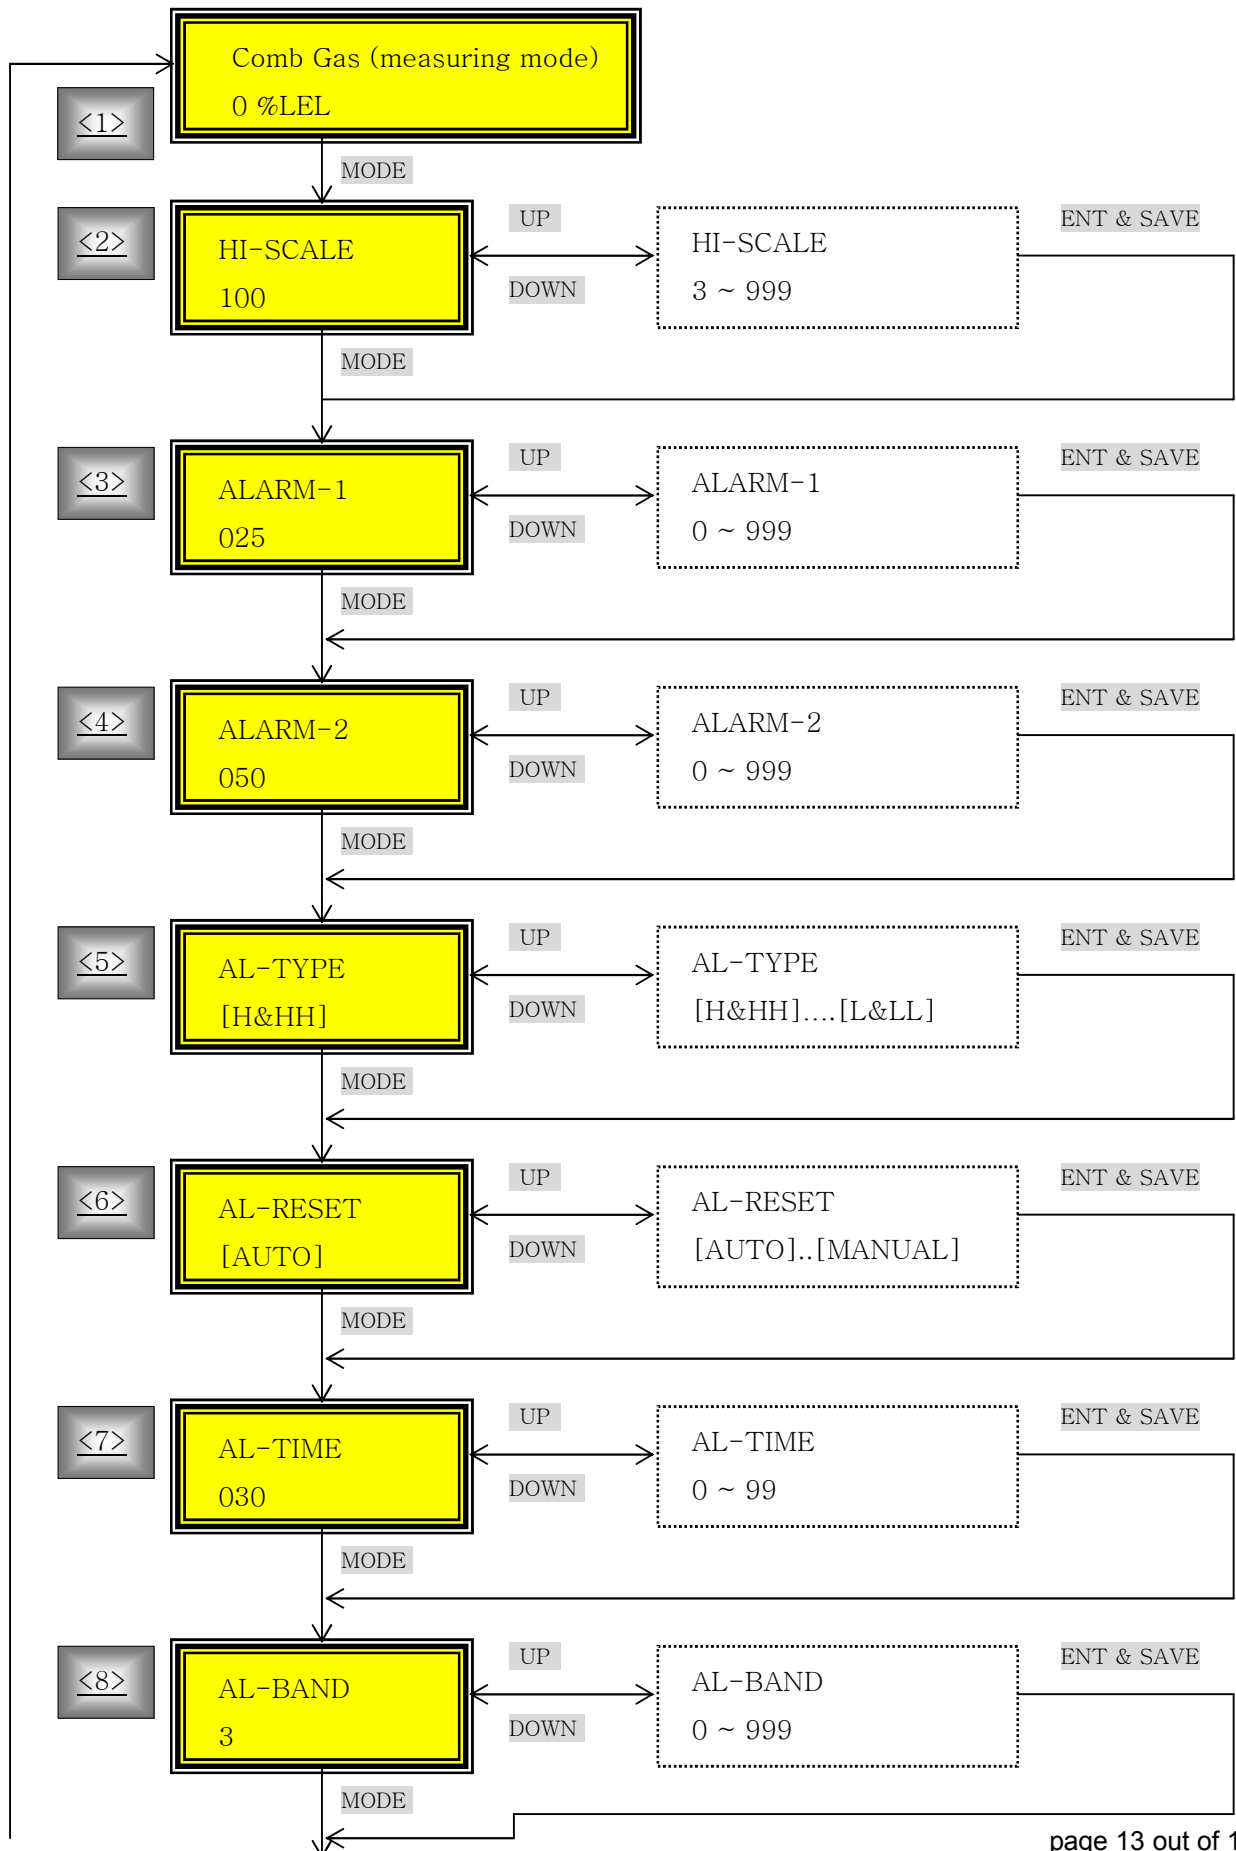 Comb Gas (measuring mode)
0 %LEL
<1>
MODE
<2>
HI-SCALE
100
UP
DOWN
HI-SCALE
3 ~ 999
ENT & SAVE
MODE
<3>
ALARM-1
025
UP
DOWN
ALARM-1
0 ~ 999
ENT & SAVE
MODE
<4>
ALARM-2
050
UP
DOWN
ALARM-2
0 ~ 999
ENT & SAVE
MODE
<5>
AL-TYPE
[H&HH]
UP
DOWN
AL-TYPE
[H&HH]....[L&LL]
ENT & SAVE
MODE
<6>
AL-RESET
[AUTO]
UP
DOWN
AL-RESET
[AUTO]..[MANUAL]
ENT & SAVE
MODE
<7>
AL-TIME
030
UP
DOWN
AL-TIME
0 ~ 99
ENT & SAVE
MODE
<8>
AL-BAND
3
UP
DOWN
AL-BAND
0 ~ 999
ENT & SAVE
MODE
page 13 out of 1